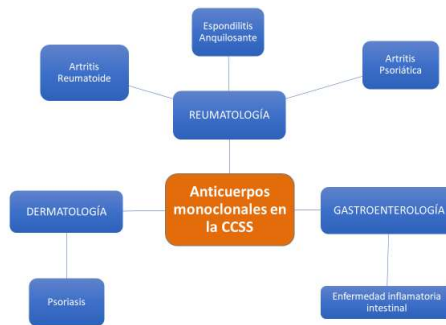 Espondilitis
Anquilosante
Artritis
Reumatoide
Artritis
Psoriática
REUMATOLOGÍA
Anticuerpos
monoclonales en
la CCSS
DERMATOLOGÍA
GASTROENTEROLOGÍA
Psoriasis
Enfermedad inflamatoria
intestinal